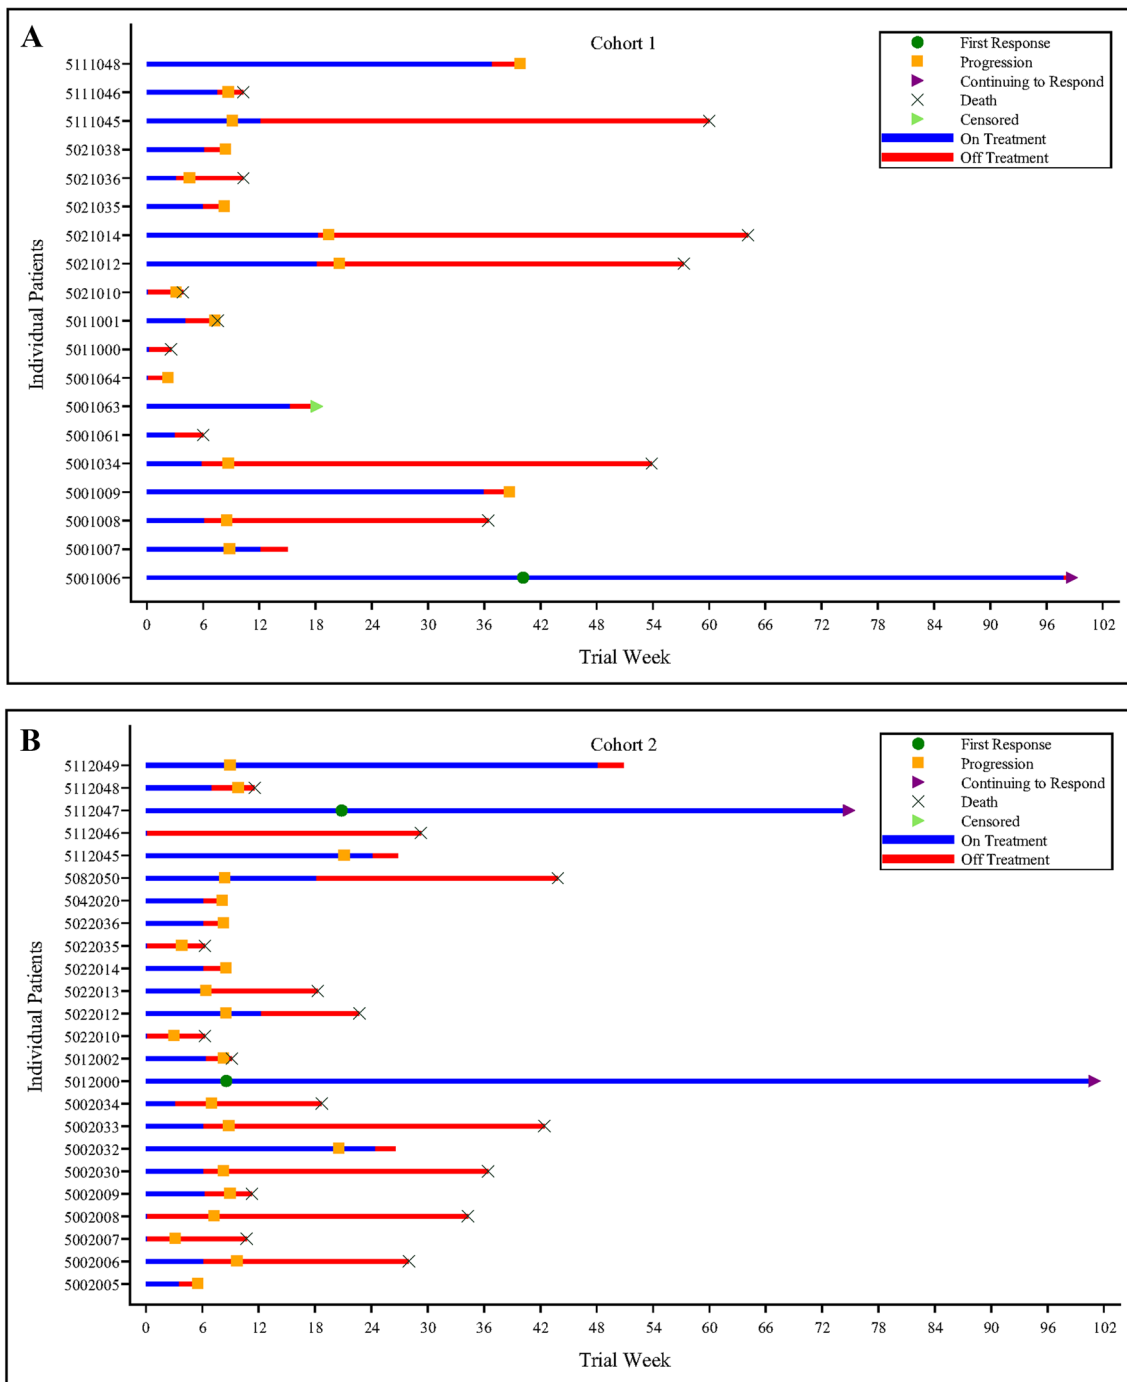 A
Cohort 1
First Response
Progression
Continuing to Respond
Death
Censored
On Treatment
Off Treatment
Individual Patients
5111048
5111046
5111045
5021038
5021036
5021035
5021014
5021012
5021010
5011001
5011000
5001064
5001063
5001061
5001034
5001009
5001008
5001007
5001006
0 6 12 18 24 30 36 42 48 54 60 66 72 78 84 90 96 102
Trial Week
B
Cohort 2
First Response
Progression
Continuing to Respond
Death
Censored
On Treatment
Off Treatment
Individual Patients
5112049
5112048
5112047
5112046
5112045
5082050
5042020
5022036
5022035
5022014
5022013
5022012
5022010
5012002
5012000
5002034
5002033
5002032
5002030
5002009
5002008
5002007
5002006
5002005
0 6 12 18 24 30 36 42 48 54 60 66 72 78 84 90 96 102
Trial Week